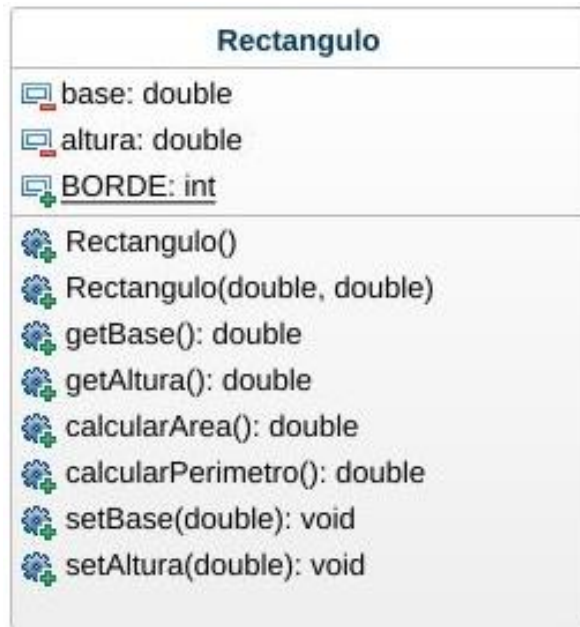 Rectangulo
base: double
altura: double
BORDE: int
Rectangulo()
Rectangulo(double, double)
getBase(): double
getAltura(): double
calcularArea(): double
calcularPerimetro(): double
setBase(double): void
setAltura(double): void